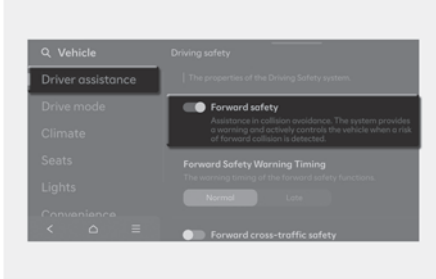 Vehicle
Driving safety
Driver assistance
The properties of the Driving Safety system.
Drive mode
Forward safety
Assistance in collision avoidance. The system provides
a warning and actively controls the vehicle when a risk
of forward collision is detected.
Climate
Seats
Forward Safety Warning Timing
The warning timing of the forward safety functions.
Lights
Normal
Late
Convenience
Forward cross-traffic safety